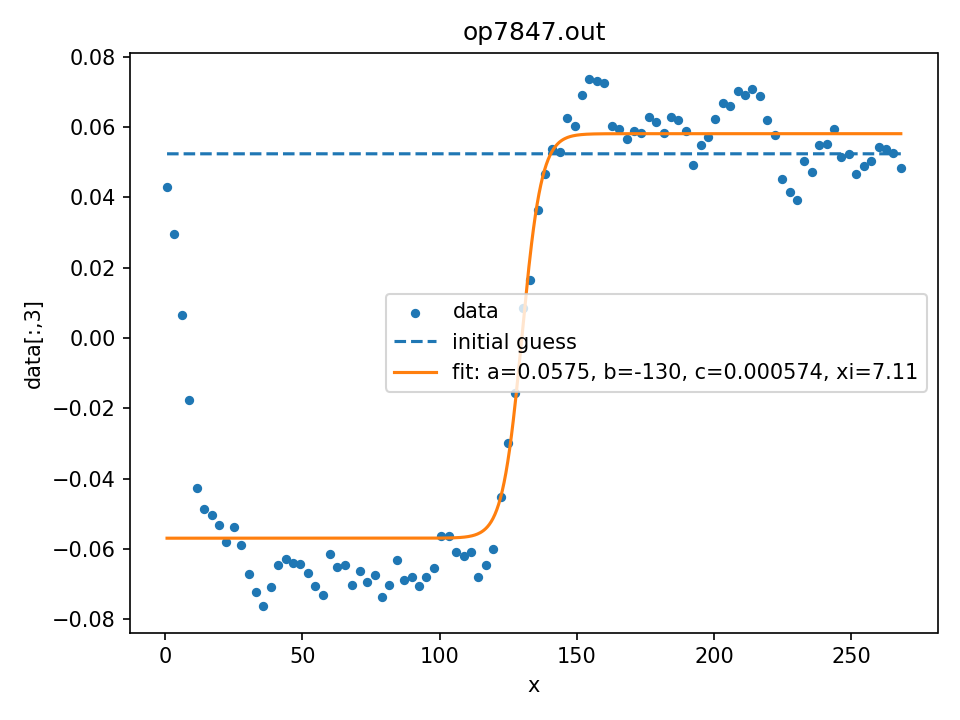 op7847.out
0.08
0.06
0.04
0.02
0.00
−0.02
−0.04
−0.06
−0.08
data[:,3]
data
initial guess
fit: a=0.0575, b=-130, c=0.000574, xi=7.11
0 50 100 150 200 250
x